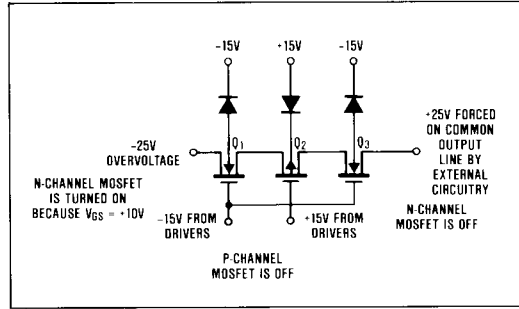 -15V
+15V
-15V
-25V
OVERVOLTAGE
Q1
Q2
Q3
+25V FORCED
ON COMMON
OUTPUT
LINE BY
EXTERNAL
CIRCUITRY
N-CHANNEL MOSFET
IS TURNED ON
BECAUSE VGS = +10V
-15V FROM
DRIVERS
+15V FROM
DRIVERS
N-CHANNEL
MOSFET IS OFF
P-CHANNEL
MOSFET IS OFF